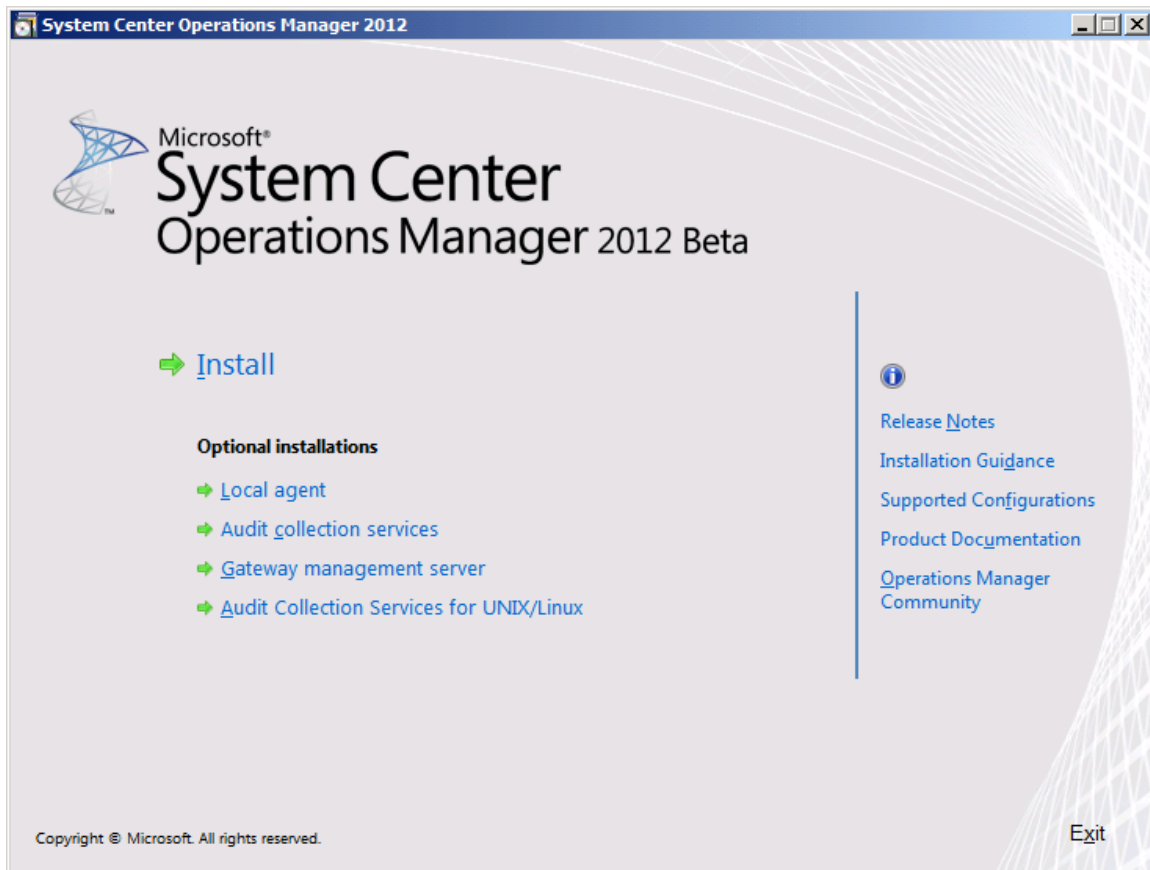 System Center Operations Manager 2012
Microsoft®
System Center
™
Operations Manager 2012 Beta
Install
Optional installations
Local agent
Audit collection services
Gateway management server
Audit Collection Services for UNIX/Linux
Release Notes
Installation Guidance
Supported Configurations
Product Documentation
Operations Manager
Community
Copyright © Microsoft. All rights reserved.
Exit